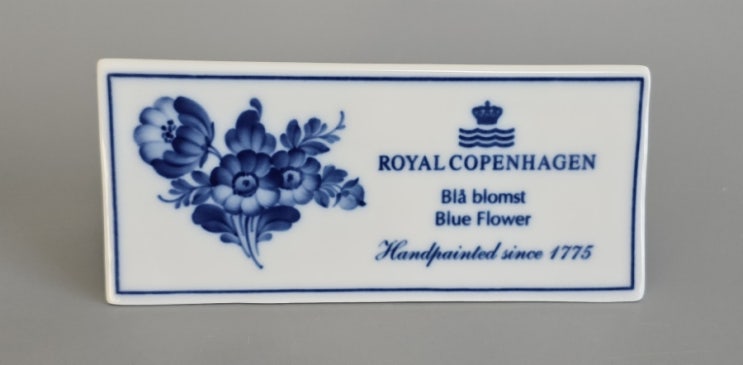 ROYAL COPENHAGEN
Blå blomst
Blue Flower
Handpainted since 1775